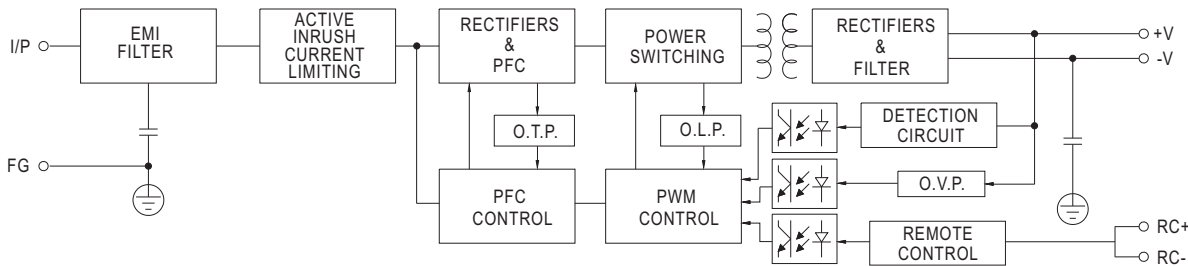 I/P
EMI
FILTER
ACTIVE
INRUSH
CURRENT
LIMITING
RECTIFIERS
&
PFC
POWER
SWITCHING
RECTIFIERS
&
FILTER
+V
-V
O.T.P.
O.L.P.
DETECTION
CIRCUIT
FG
PFC
CONTROL
PWM
CONTROL
O.V.P.
REMOTE
CONTROL
RC+
RC-